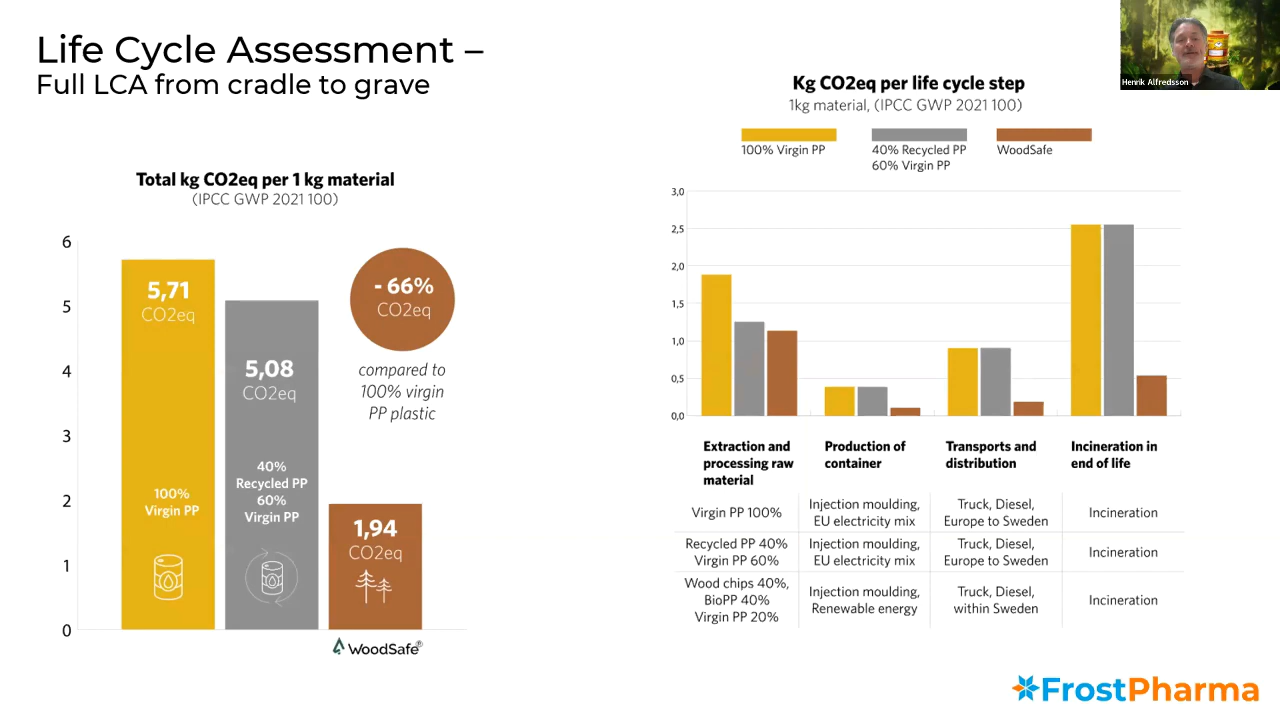 Life Cycle Assessment –
Full LCA from cradle to grave
Henrik Alfredsson
Total kg CO2eq per 1 kg material
(IPCC GWP 2021 100)
6
5
4
3
2
1
0
5,71
CO2eq
100%
Virgin PP
5,08
CO2eq
40%
Recycled PP
60%
Virgin PP
1,94
CO2eq
WoodSafe®
- 66%
CO2eq
compared to
100% virgin
PP plastic
Kg CO2eq per life cycle step
1kg material, (IPCC GWP 2021 100)
100% Virgin PP
40% Recycled PP
60% Virgin PP
WoodSafe
3,0
2,5
2,0
1,5
1,0
0,5
0,0
Extraction and
processing raw
material
Production of
container
Transports and
distribution
Incineration in
end of life
Virgin PP 100%
Injection moulding,
EU electricity mix
Truck, Diesel,
Europe to Sweden
Incineration
Recycled PP 40%
Virgin PP 60%
Injection moulding,
EU electricity mix
Truck, Diesel,
Europe to Sweden
Incineration
Wood chips 40%,
BioPP 40%
Virgin PP 20%
Injection moulding,
Renewable energy
Truck, Diesel,
within Sweden
Incineration
FrostPharma